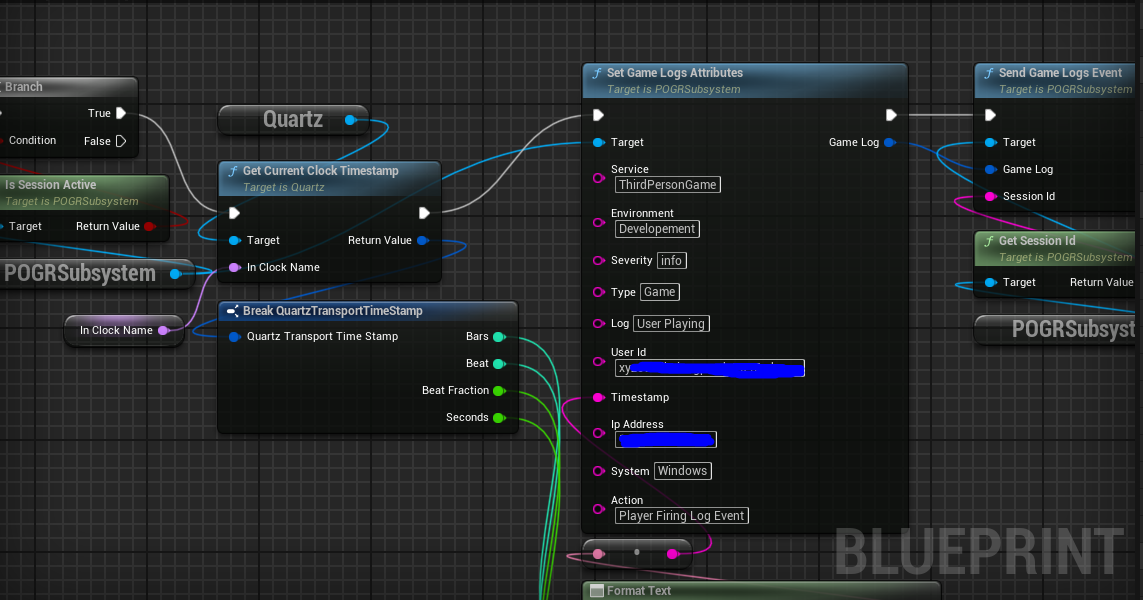 Branch
True
Condition
False
Is Session Active
Target is POGRSubsystem
Target
Return Value
POGRSubsystem
In Clock Name
Quartz
Get Current Clock Timestamp
Target is Quartz
Target
Return Value
In Clock Name
Break QuartzTransportTimeStamp
Quartz Transport Time Stamp
Bars
Beat
Beat Fraction
Seconds
Set Game Logs Attributes
Target is POGRSubsystem
Target
Game Log
Service
ThirdPersonGame
Environment
Developement
Severity info
Type Game
Log User Playing
User Id
Timestamp
Ip Address
System Windows
Action
Player Firing Log Event
Format Text
Send Game Logs Event
Target is POGRSubsystem
Target
Game Log
Session Id
Get Session Id
Target is POGRSubsystem
Target
Return Value
POGRSubsyst
BLUEPRINT